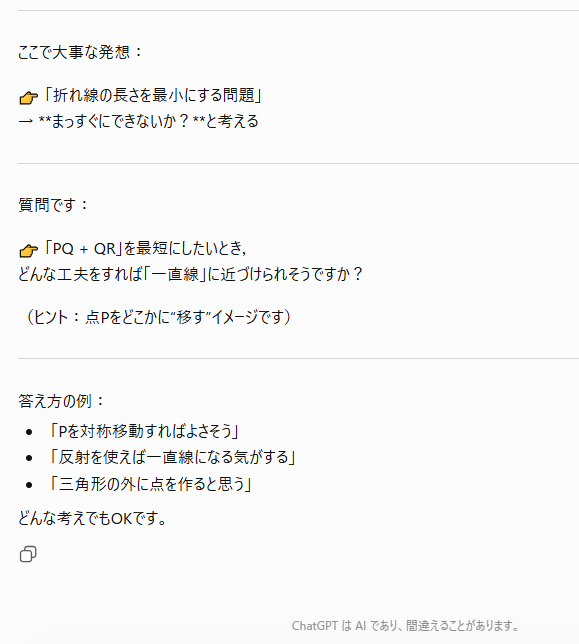 ここで大事な発想：
👉「折れ線の長さを最小にする問題」
→ **まっすぐにできないか？**と考える
質問です：
👉「PQ + QR」を最短にしたいとき,
どんな工夫をすれば「一直線」に近づけられそうですか？
（ヒント：点Pをどこかに“移す”イメージです）
答え方の例：
• 「Pを対称移動すればよさそう」
• 「反射を使えば一直線になる気がする」
• 「三角形の外に点を作ると思う」
どんな考えでもOKです。
ChatGPT は AI であり、間違えることがあります。